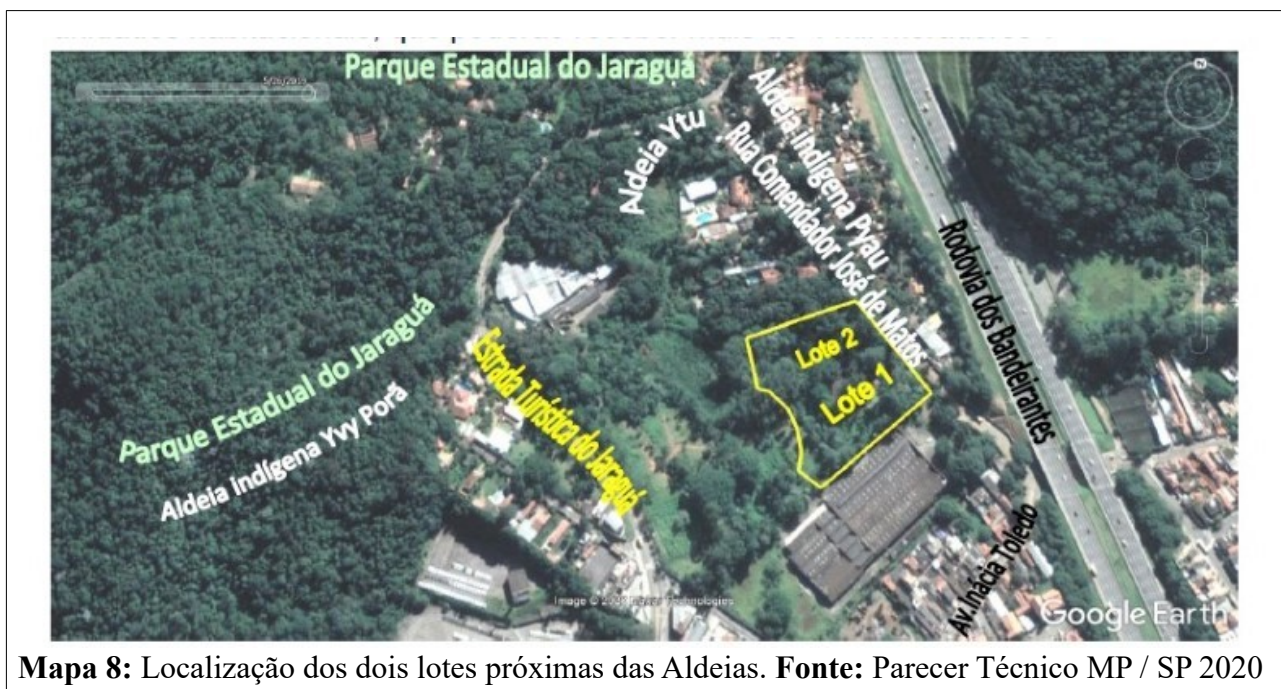 Parque Estadual do Jaraguá
Aldeia Ytu
Aldeia indígena Pyau
Rua Comendador José de Matos
Rodovia dos Bandeirantes
Lote 2
Lote 1
Estrada Turística do Jaraguá
Parque Estadual do Jaraguá
Aldeia indígena Yvy Porã
Av.Inácia Toledo
Google Earth
Mapa 8: Localização dos dois lotes próximas das Aldeias. Fonte: Parecer Técnico MP / SP 2020